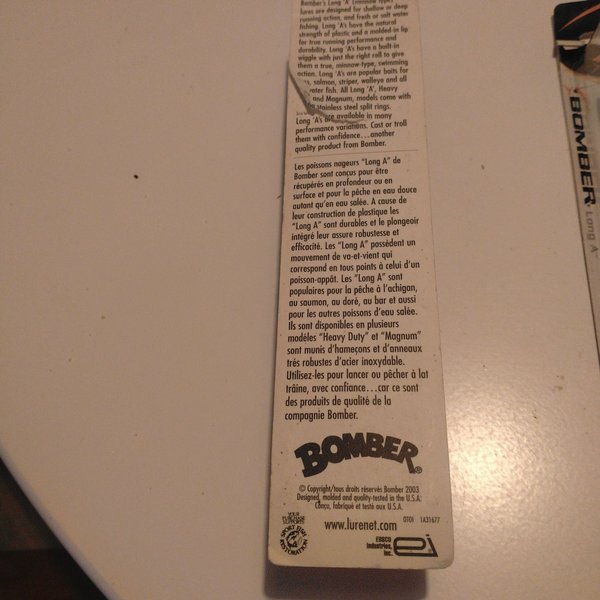 Bomber's Long 'A' (minnow type)
lures are designed for shallow or deep
running action, and fresh or salt water
fishing. Long 'A's have the natural
strength of plastic and a molded-in lip
for true running performance and
durability. Long 'A's have a built-in
wiggle with just the right roll to give
them a true, minnow-type, swimming
action. Long 'A's are popular baits for
salmon, striper, walleye and all
water fish. All Long 'A', Heavy
and Magnum, models come with
stainless steel split rings.
Long 'A's are available in many
performance variations. Cast or troll
them with confidence...another
quality product from Bomber.
Les poissons nageurs "Long A" de
Bomber sont concus pour être
récupérés en profondeur ou en
surface et pour la pêche en eau douce
autant qu'en eau salée. A cause de
leur construction de plastique les
"Long A" sont durables et le plongeoir
intégré leur assure robustesse et
efficacité. Les "Long A" possèdent un
mouvement de va-et-vient qui
correspond en tous points à celui d'un
poisson-appât. Les "Long A" sont
populaires pour la pêche à l'achigan,
au saumon, au doré, au bar et aussi
pour les autres poissons d'eau salée.
Ils sont disponibles en plusieurs
modèles "Heavy Duty" et "Magnum"
sont munis d'hameçons et d'anneaux
trés robustes d'acier inoxydable.
Utilisez-les pour lancer ou pêcher à lat
traîne, avec confiance...car ce sont
des produits de qualité de la
compagnie Bomber.
BOMBER®
© Copyright/tous droits réservés Bomber 2003
Designed, molded and quality-tested in the U.S.A.
Conçu, fabriqué et testé aux U.S.A.
www.lurenet.com OT01 1A31677
YOUR
PURCHASE
SUPPORTS
SPORT FISH
RESTORATION
EBSCO
Industries,
Inc.
BOMBER
Long A